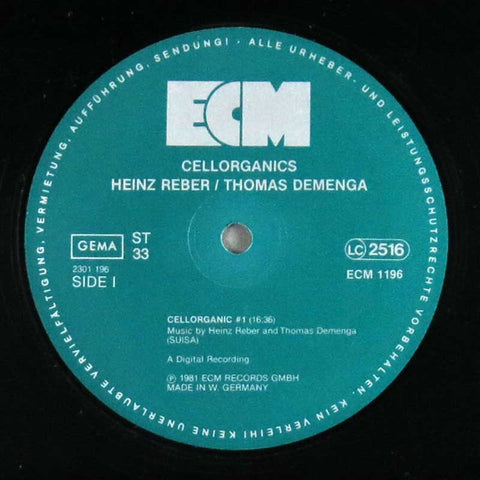 ALLE URHEBER- UND LEISTUNGSSCHUTZRECHTE VORBEHALTEN. KEIN VERLEIH! KEINE UNERLAUBTE VERVIELFÄLTIGUNG, VERMIETUNG, AUFFÜHRUNG, SENDUNG! ·
ECM
CELLORGANICS
HEINZ REBER / THOMAS DEMENGA
GEMA
ST
33
LC 2516
2301 196
SIDE I
ECM 1196
CELLORGANIC #1 (16:36)
Music by Heinz Reber and Thomas Demenga
(SUISA)
A Digital Recording
℗ 1981 ECM RECORDS GMBH
MADE IN W. GERMANY